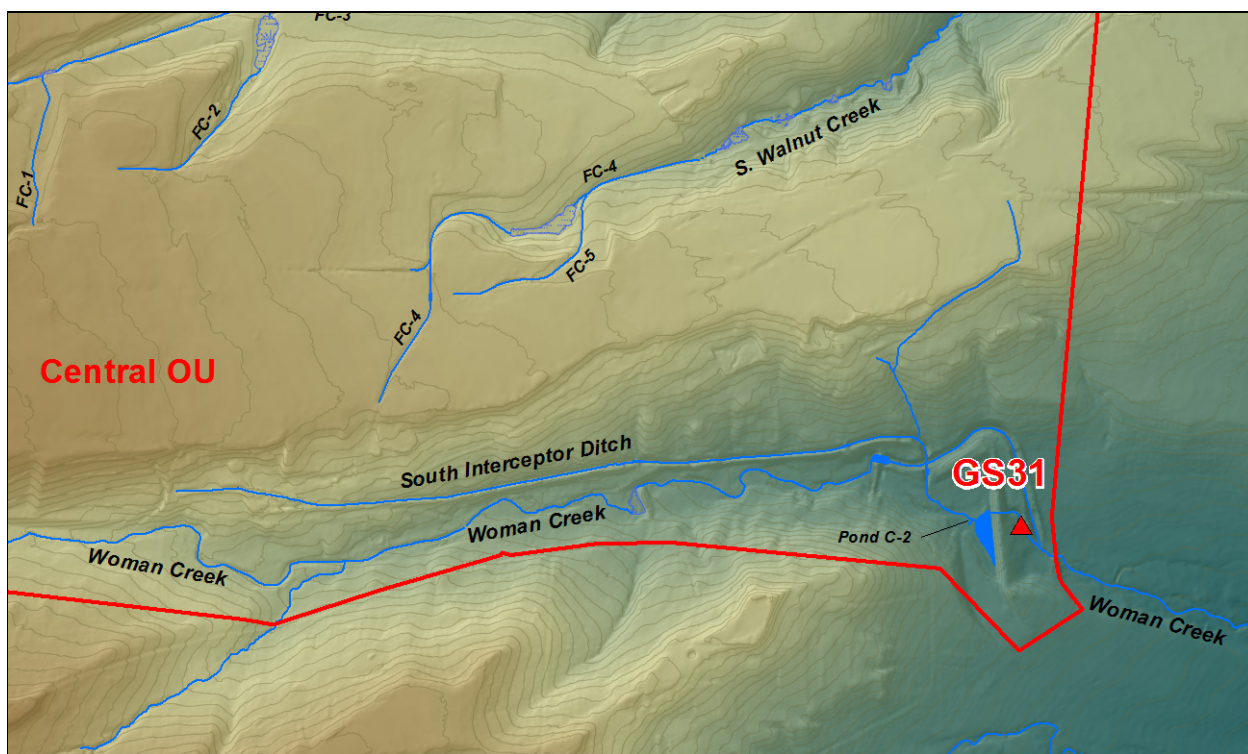 FC-3
FC-2
FC-1
FC-4
S. Walnut Creek
FC-5
FC-4
Central OU
South Interceptor Ditch
GS31
Woman Creek
Pond C-2
Woman Creek
Woman Creek